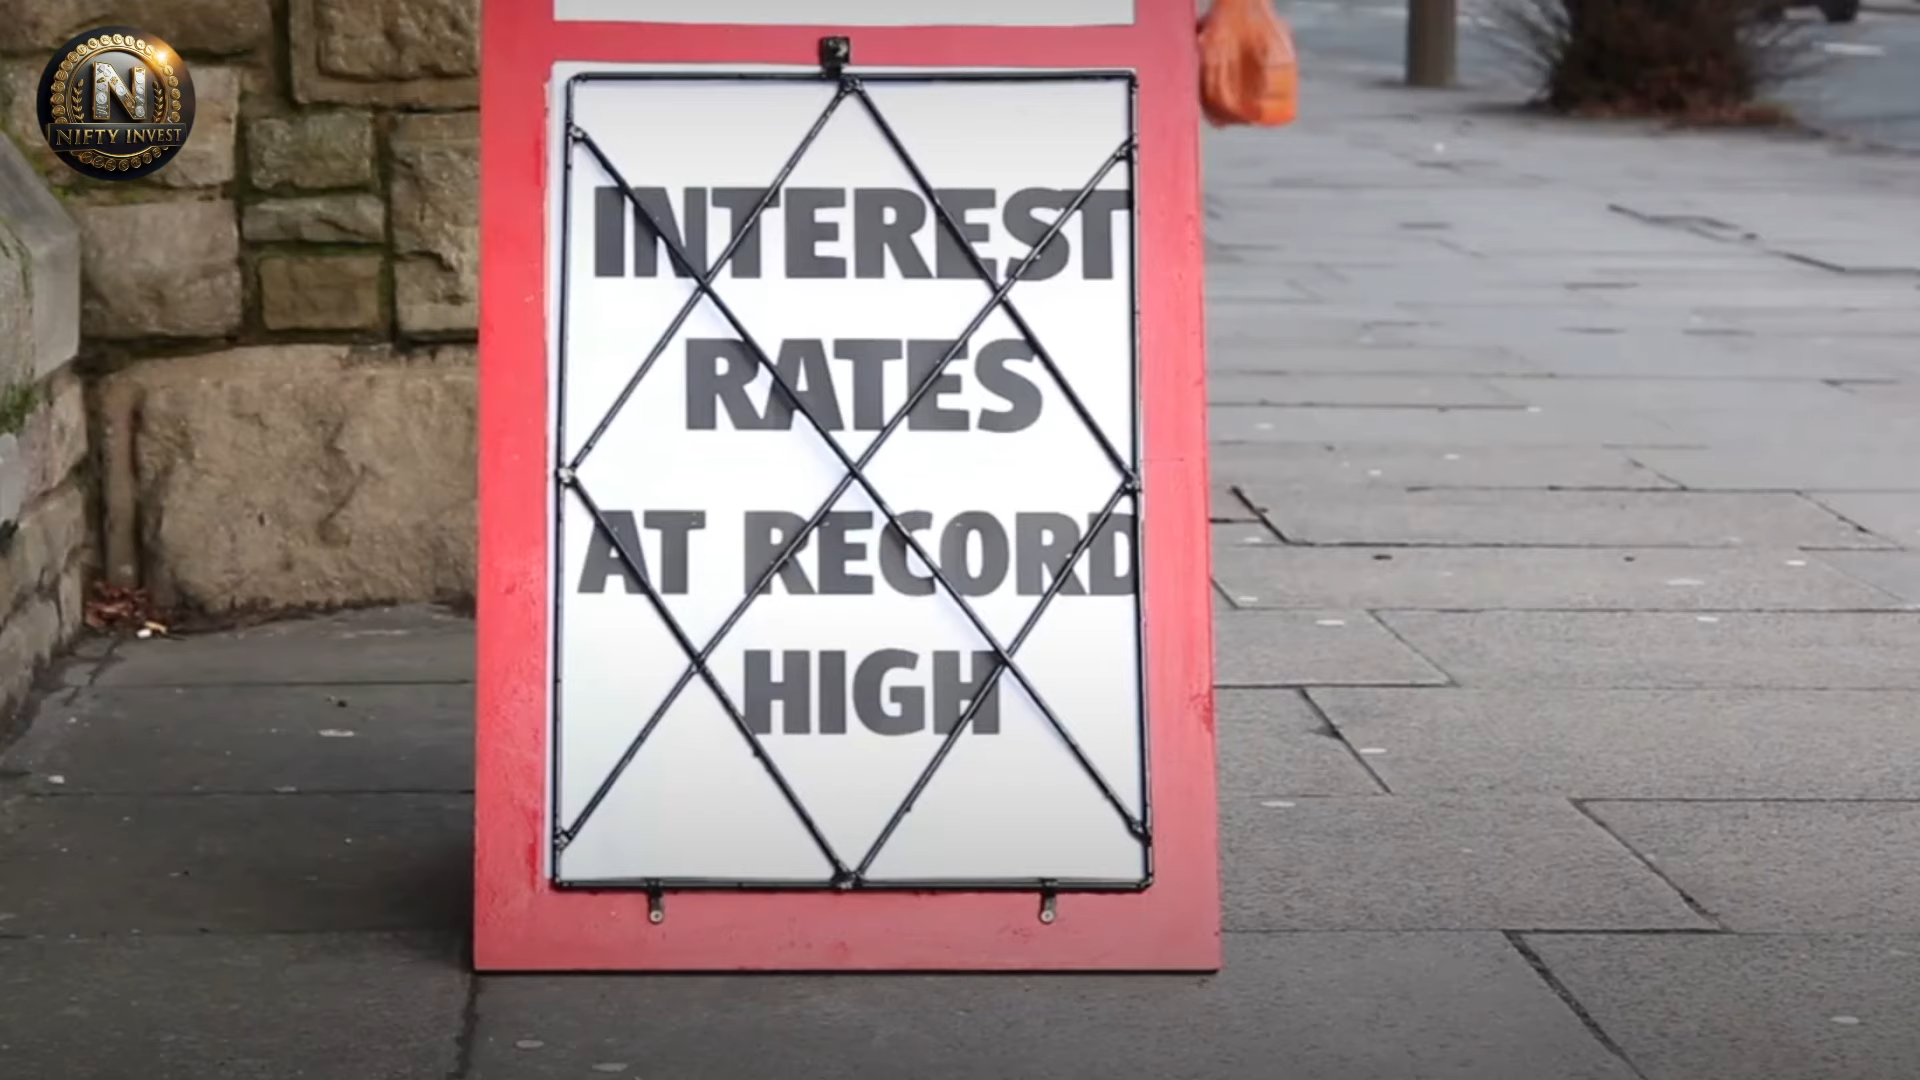 N
NIFTY INVEST
INTEREST
RATES
AT RECORD
HIGH